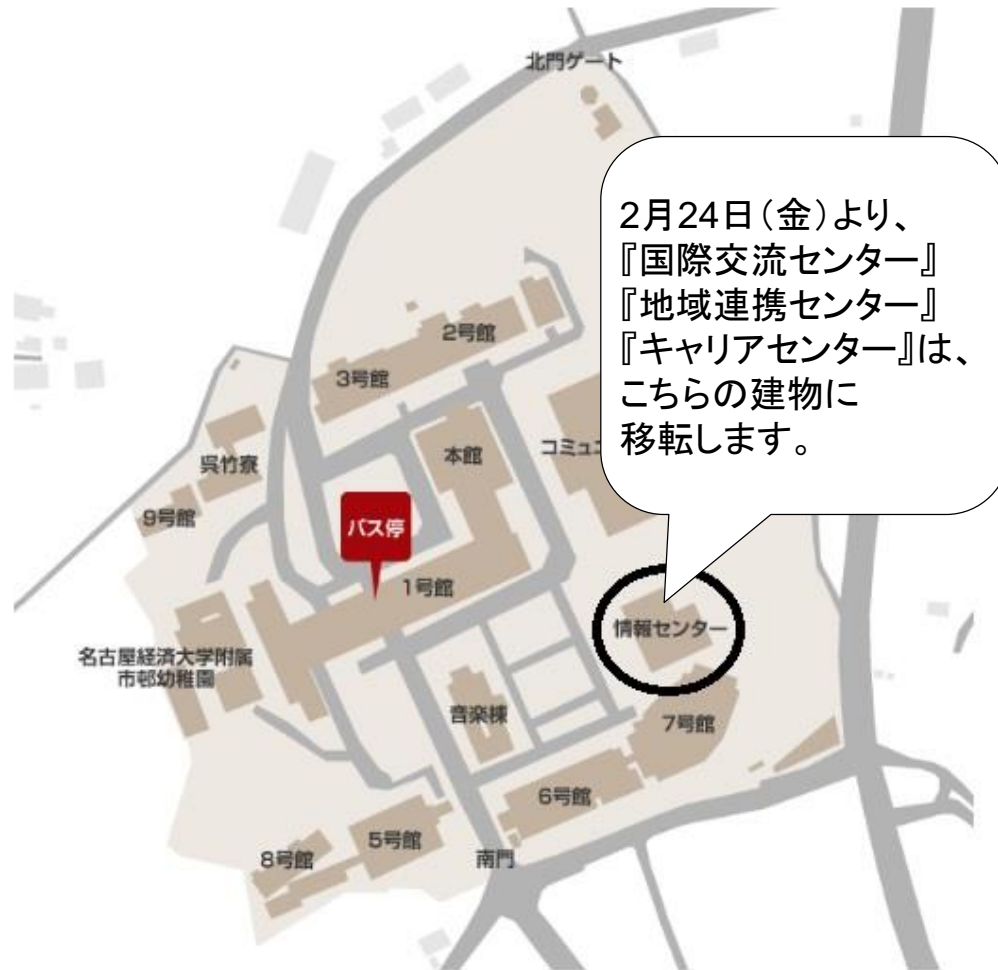 北門ゲート
2月24日（金）より、
『国際交流センター』
『地域連携センター』
『キャリアセンター』は、
こちらの建物に
移転します。
2号館
3号館
本館
コミュニ
呉竹寮
9号館
バス停
1号館
情報センター
名古屋経済大学附属
市邨幼稚園
音楽棟
7号館
6号館
5号館
8号館
南門